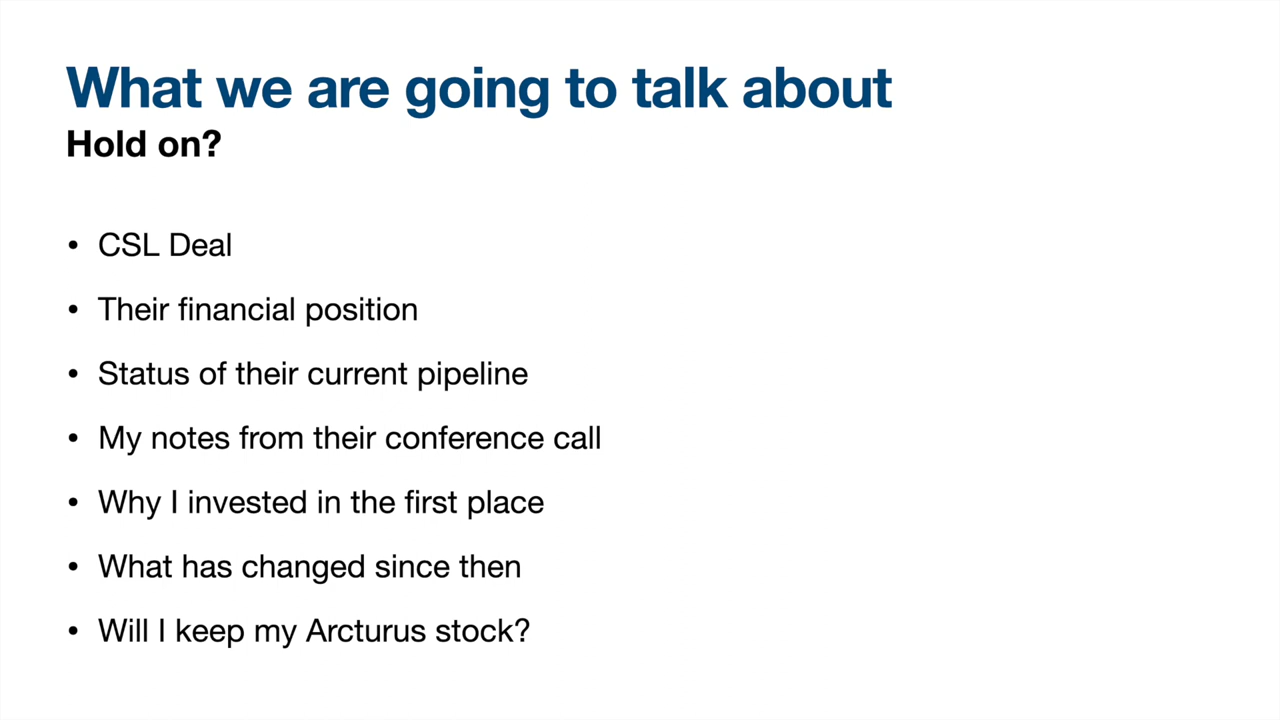 What we are going to talk about
Hold on?
• CSL Deal
• Their financial position
• Status of their current pipeline
• My notes from their conference call
• Why I invested in the first place
• What has changed since then
• Will I keep my Arcturus stock?